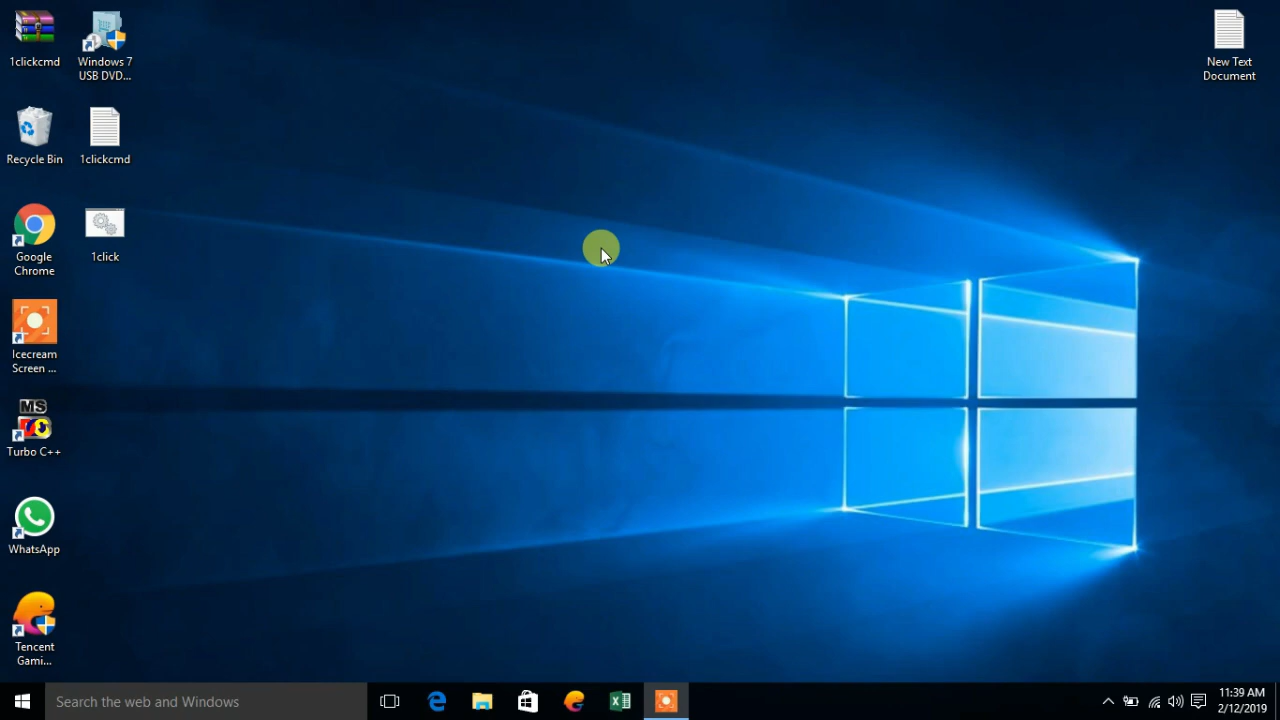 1clickcmd
Windows 7
USB DVD...
New Text
Document
Recycle Bin
1clickcmd
Google
Chrome
1click
Icecream
Screen ...
MS
Turbo C++
WhatsApp
Tencent
Gami...
Search the web and Windows
11:39 AM
2/12/2019